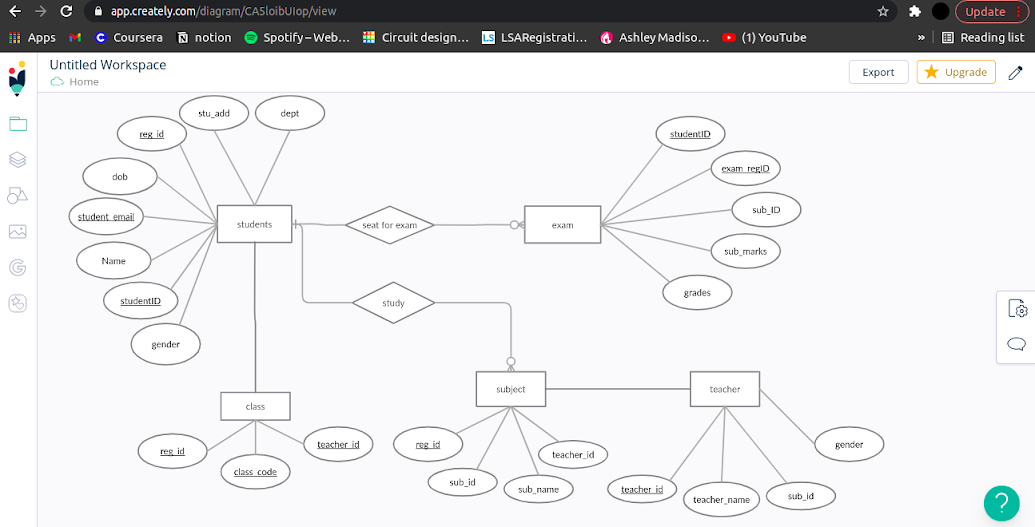 app.creately.com/diagram/CA5loibUIop/view
Update
Apps
Coursera
notion
Spotify – Web...
Circuit design...
LSARegistrati...
Ashley Madiso...
(1) YouTube
»
Reading list
Untitled Workspace
Home
Export
Upgrade
stu_add
dept
reg_id
studentID
dob
exam_regID
student_email
sub_ID
students
seat for exam
exam
Name
sub_marks
studentID
grades
study
gender
subject
teacher
class
reg_id
teacher_id
class_code
reg_id
teacher_id
gender
sub_id
sub_name
teacher_id
teacher_name
sub_id
?